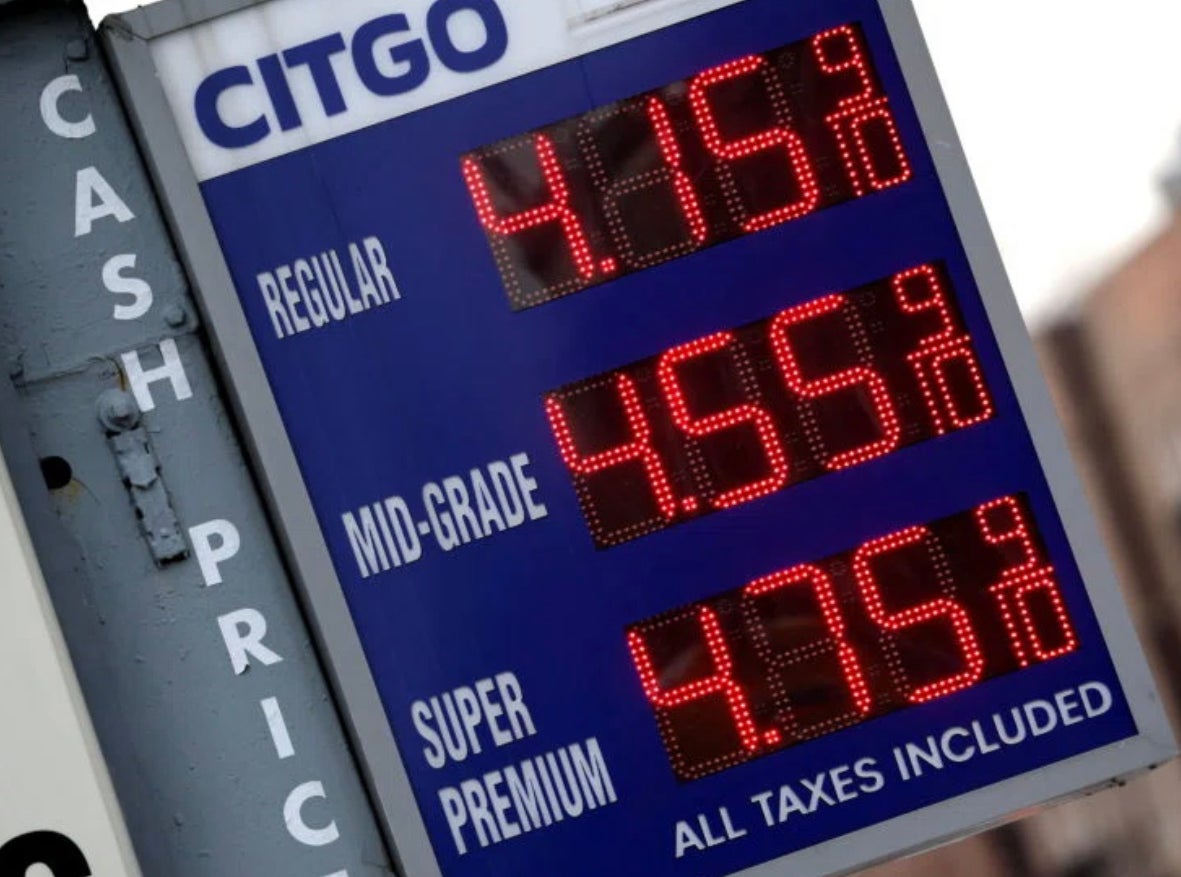 CITGO
REGULAR 4.15 9/10
MID-GRADE 4.55 9/10
SUPER
PREMIUM 4.75 9/10
ALL TAXES INCLUDED
CASH
PRICE